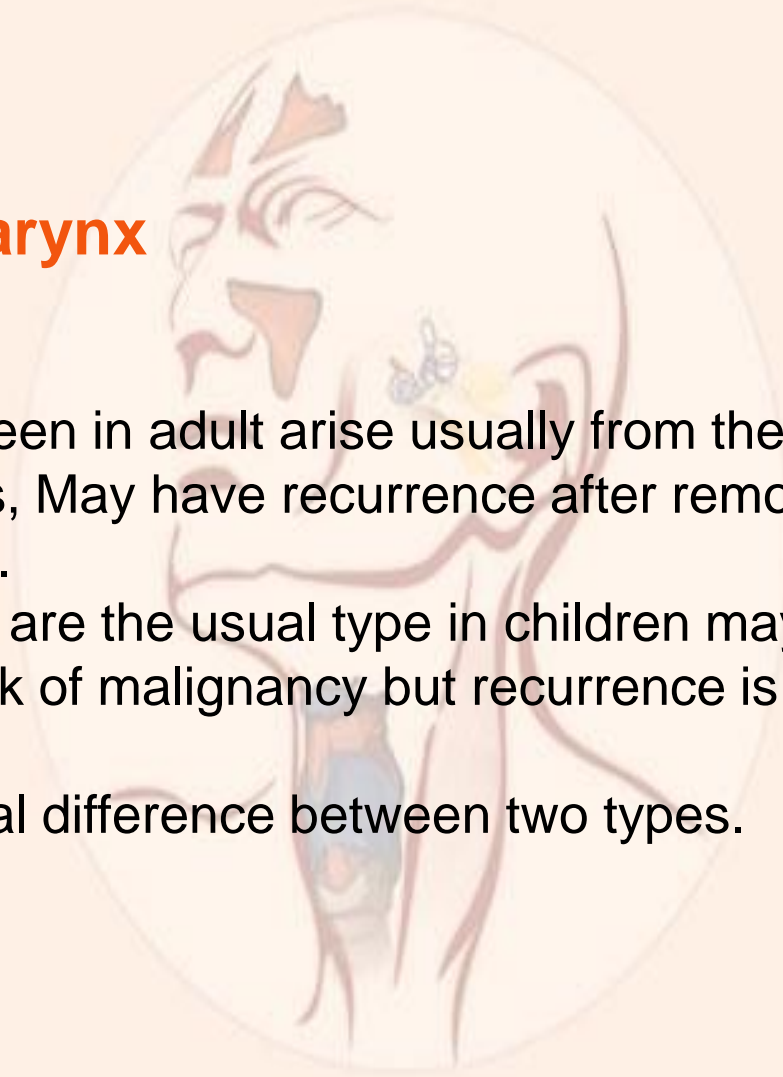 arynx
een in adult arise usually from the
s, May have recurrence after remo
.
are the usual type in children may
k of malignancy but recurrence is
al difference between two types.